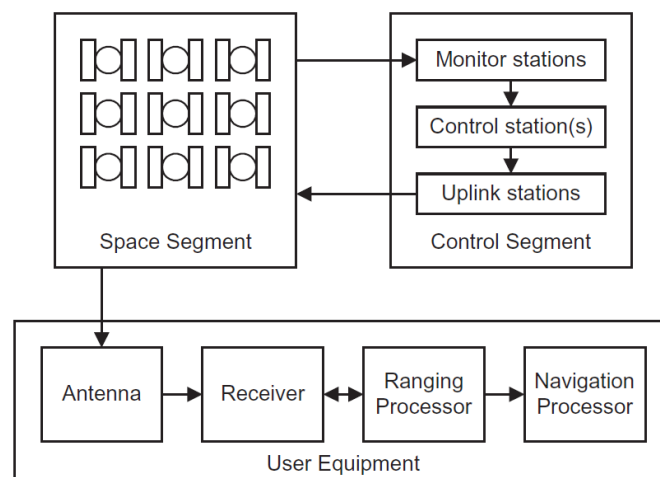 Monitor stations
Control station(s)
Uplink stations
Space Segment
Control Segment
Antenna
Receiver
Ranging
Processor
Navigation
Processor
User Equipment